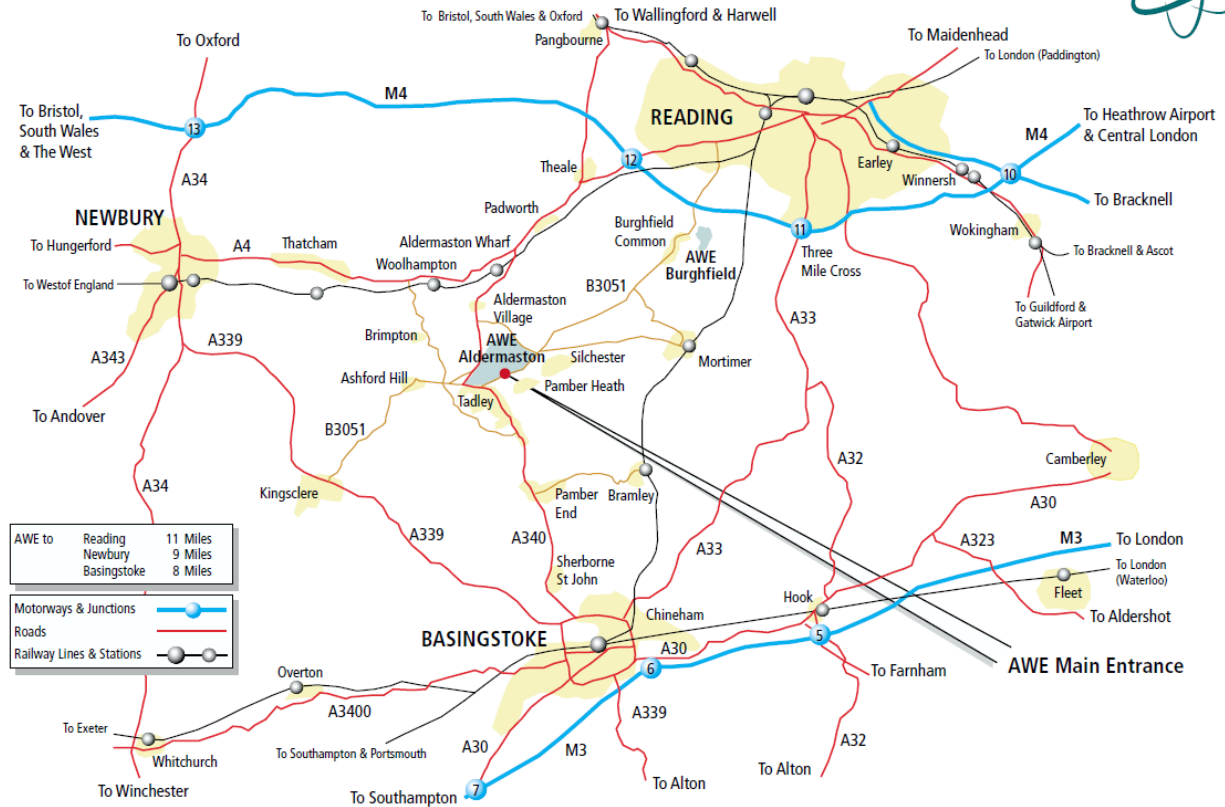 To Bristol, South Wales & Oxford
To Wallingford & Harwell
Pangbourne
To Oxford
To Maidenhead
To London (Paddington)
M4
To Bristol,
South Wales
& The West
13
READING
To Heathrow Airport
& Central London
M4
12
Theale
Earley
Winnersh
10
To Bracknell
A34
NEWBURY
Padworth
Burghfield
Common
11
Wokingham
To Hungerford
A4
Thatcham
Aldermaston Wharf
Woolhampton
AWE
Burghfield
Three
Mile Cross
To Bracknell & Ascot
To Westof England
B3051
To Guildford &
Gatwick Airport
Aldermaston
Village
A33
Brimpton
AWE
Aldermaston
Silchester
Mortimer
A343
A339
Ashford Hill
Pamber Heath
To Andover
Tadley
B3051
A32
Camberley
A34
Kingsclere
Pamber
End
Bramley
A30
AWE to Reading 11 Miles
Newbury 9 Miles
Basingstoke 8 Miles
A339
A340
A33
A323
M3
To London
To London
(Waterloo)
Sherborne
St John
Fleet
Motorways & Junctions
Roads
Railway Lines & Stations
Chineham
Hook
To Aldershot
BASINGSTOKE
A30
5
6
To Farnham
AWE Main Entrance
Overton
A3400
A339
A32
To Exeter
Whitchurch
To Southampton & Portsmouth
A30
M3
7
To Winchester
To Southampton
To Alton
To Alton